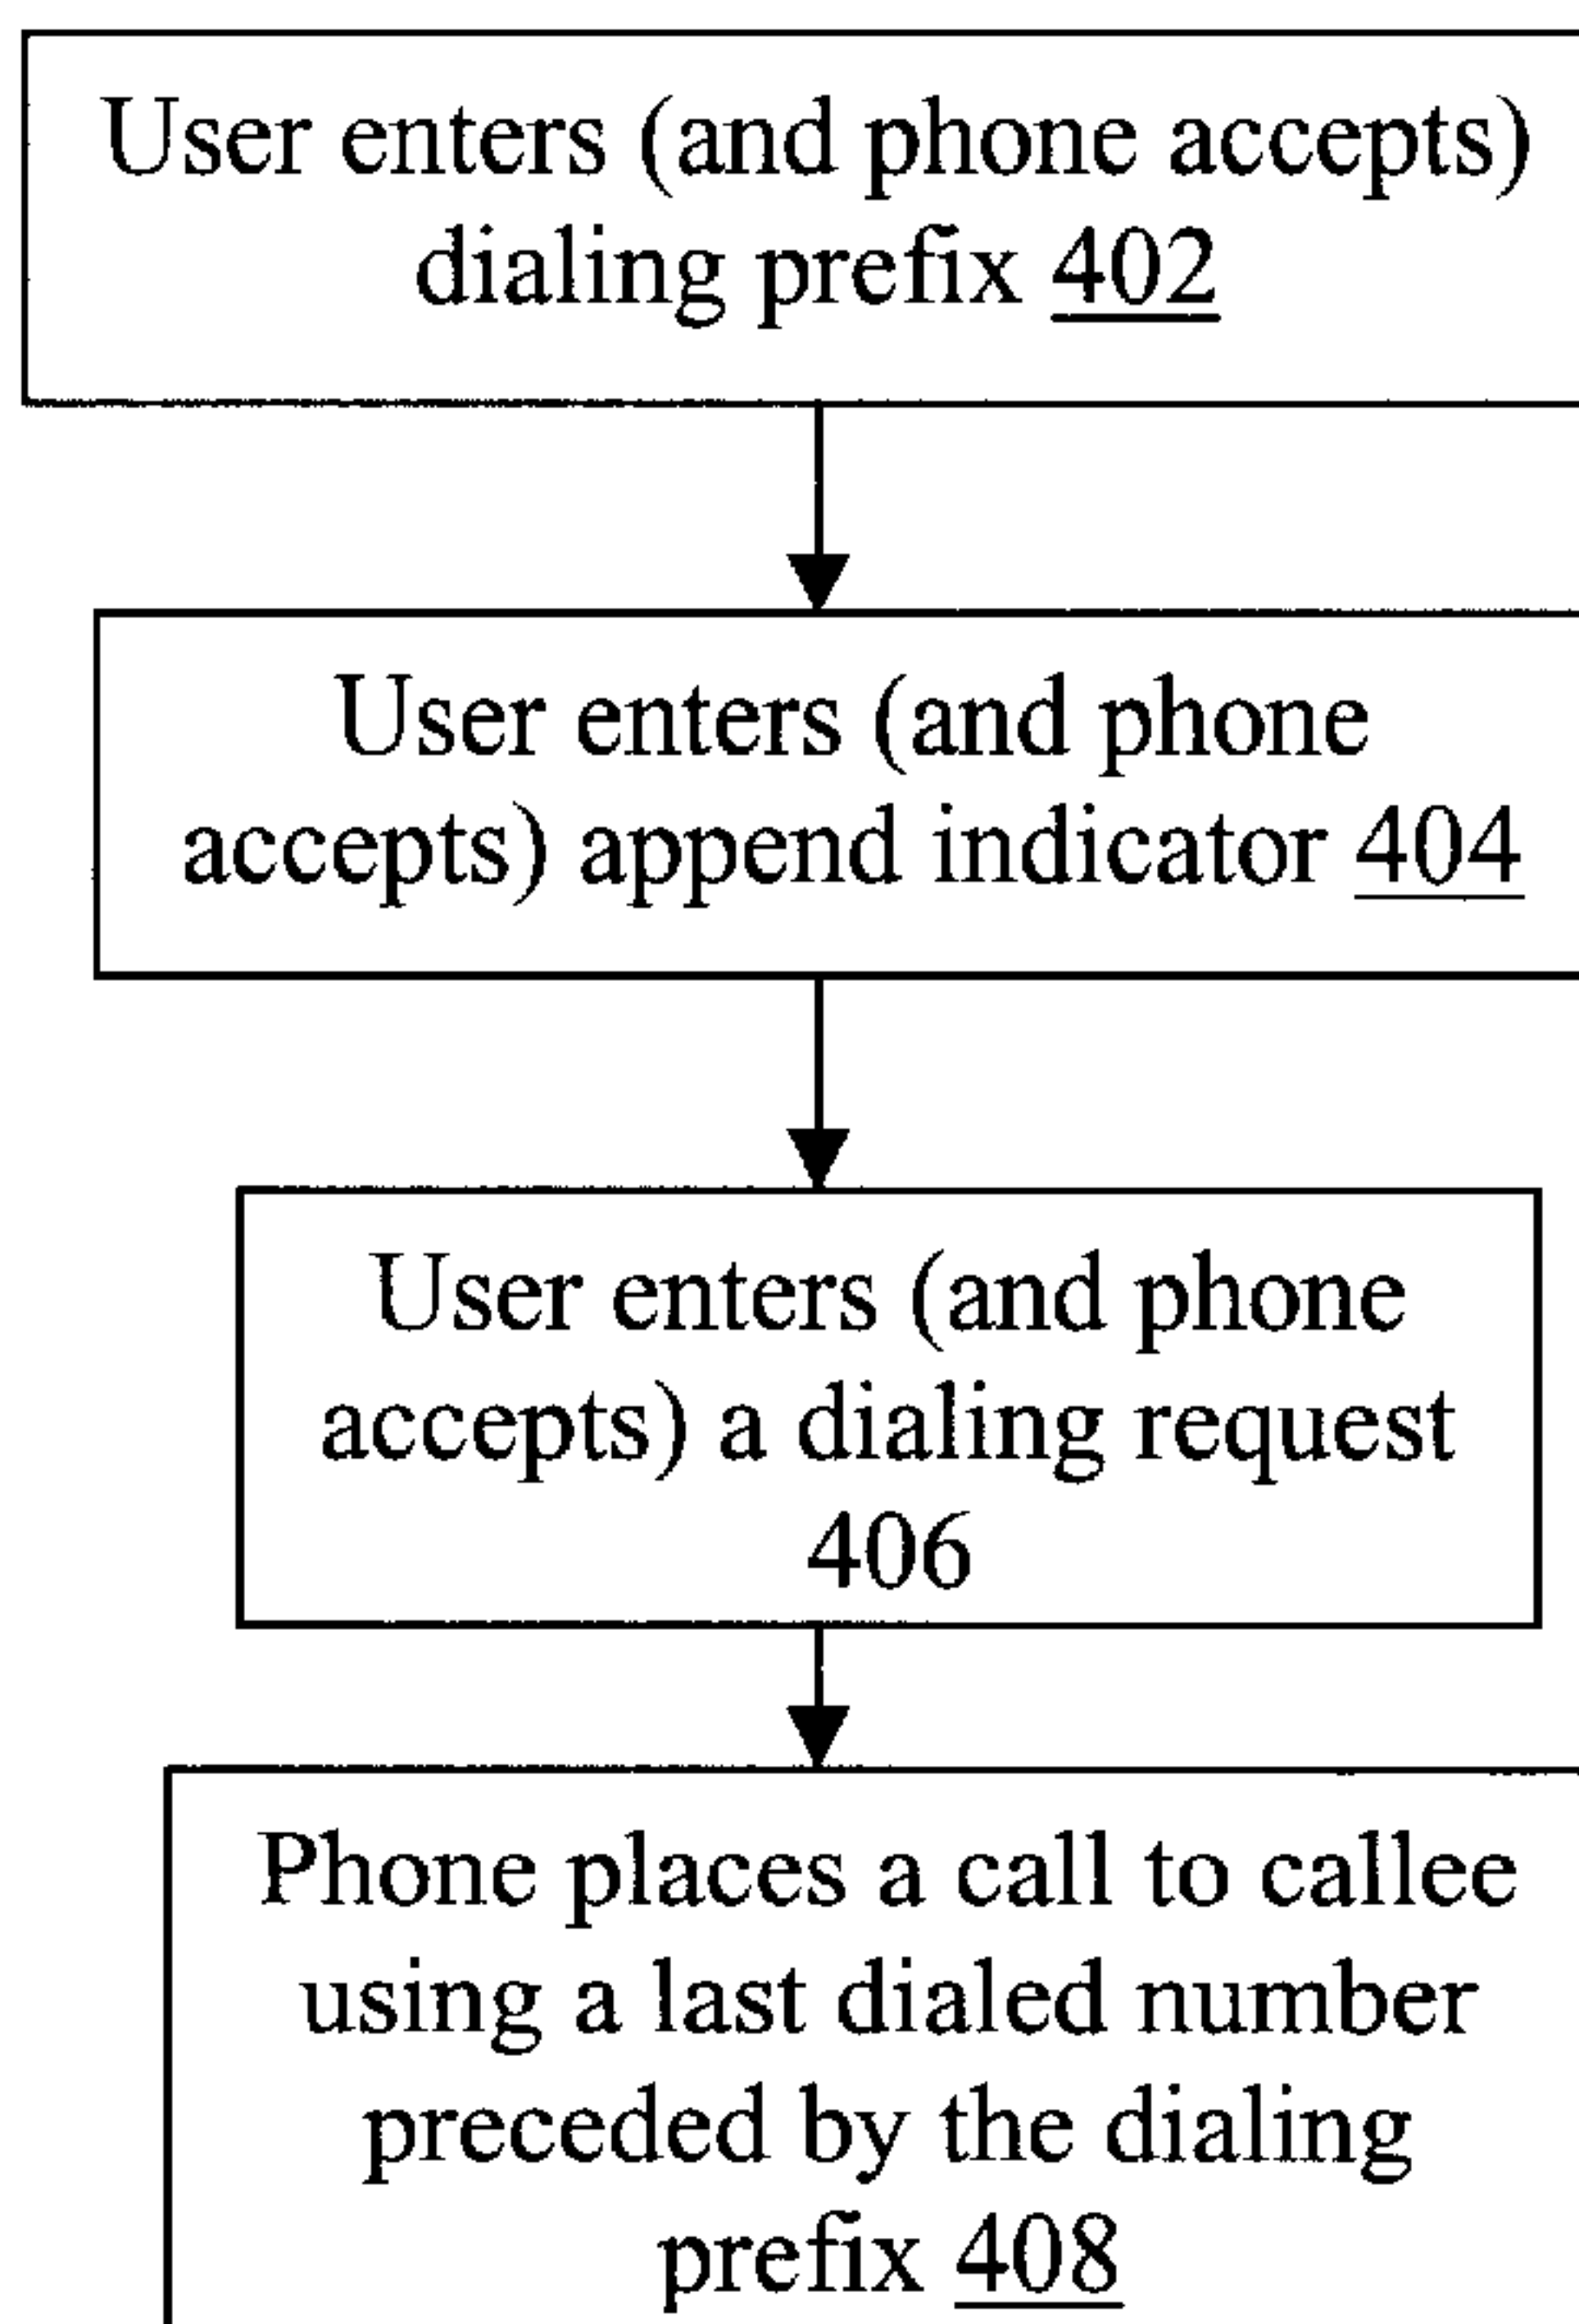 User enters (and phone accepts)
dialing prefix 402
User enters (and phone
accepts) append indicator 404
User enters (and phone
accepts) a dialing request
406
Phone places a call to callee
using a last dialed number
preceded by the dialing
prefix 408